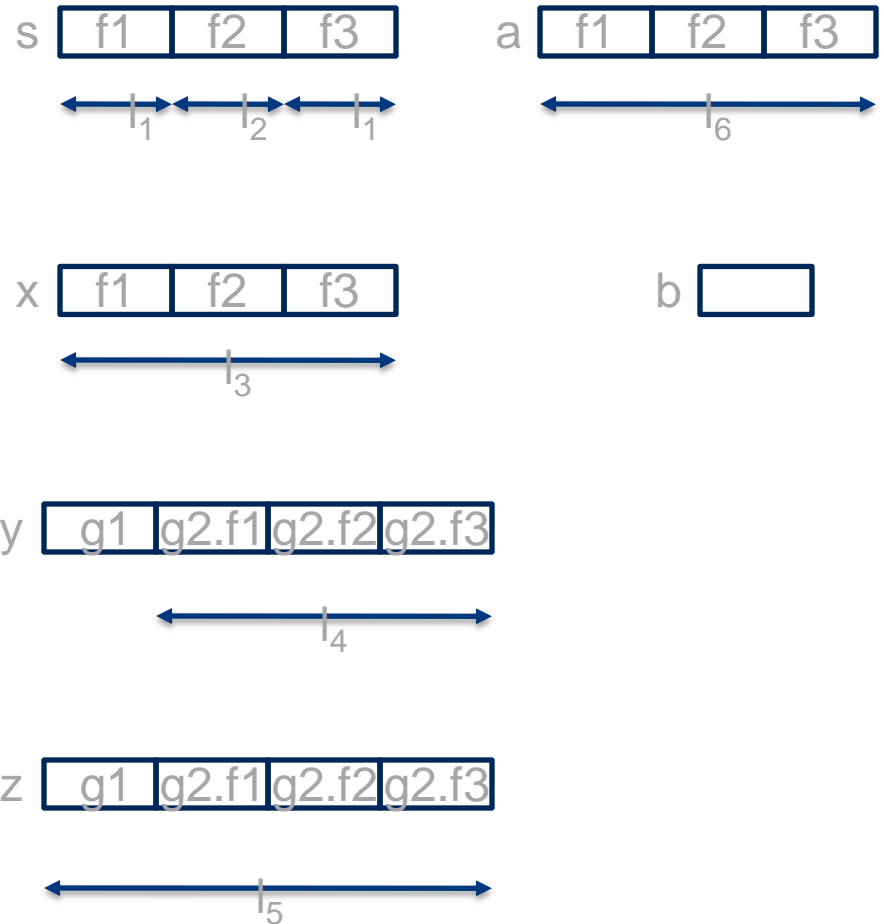 s f1 f2 f3 a f1 f2 f3
l1 l2 l1 l6
x f1 f2 f3 b
l3
y g1 g2.f1 g2.f2 g2.f3
l4
z g1 g2.f1 g2.f2 g2.f3
l5